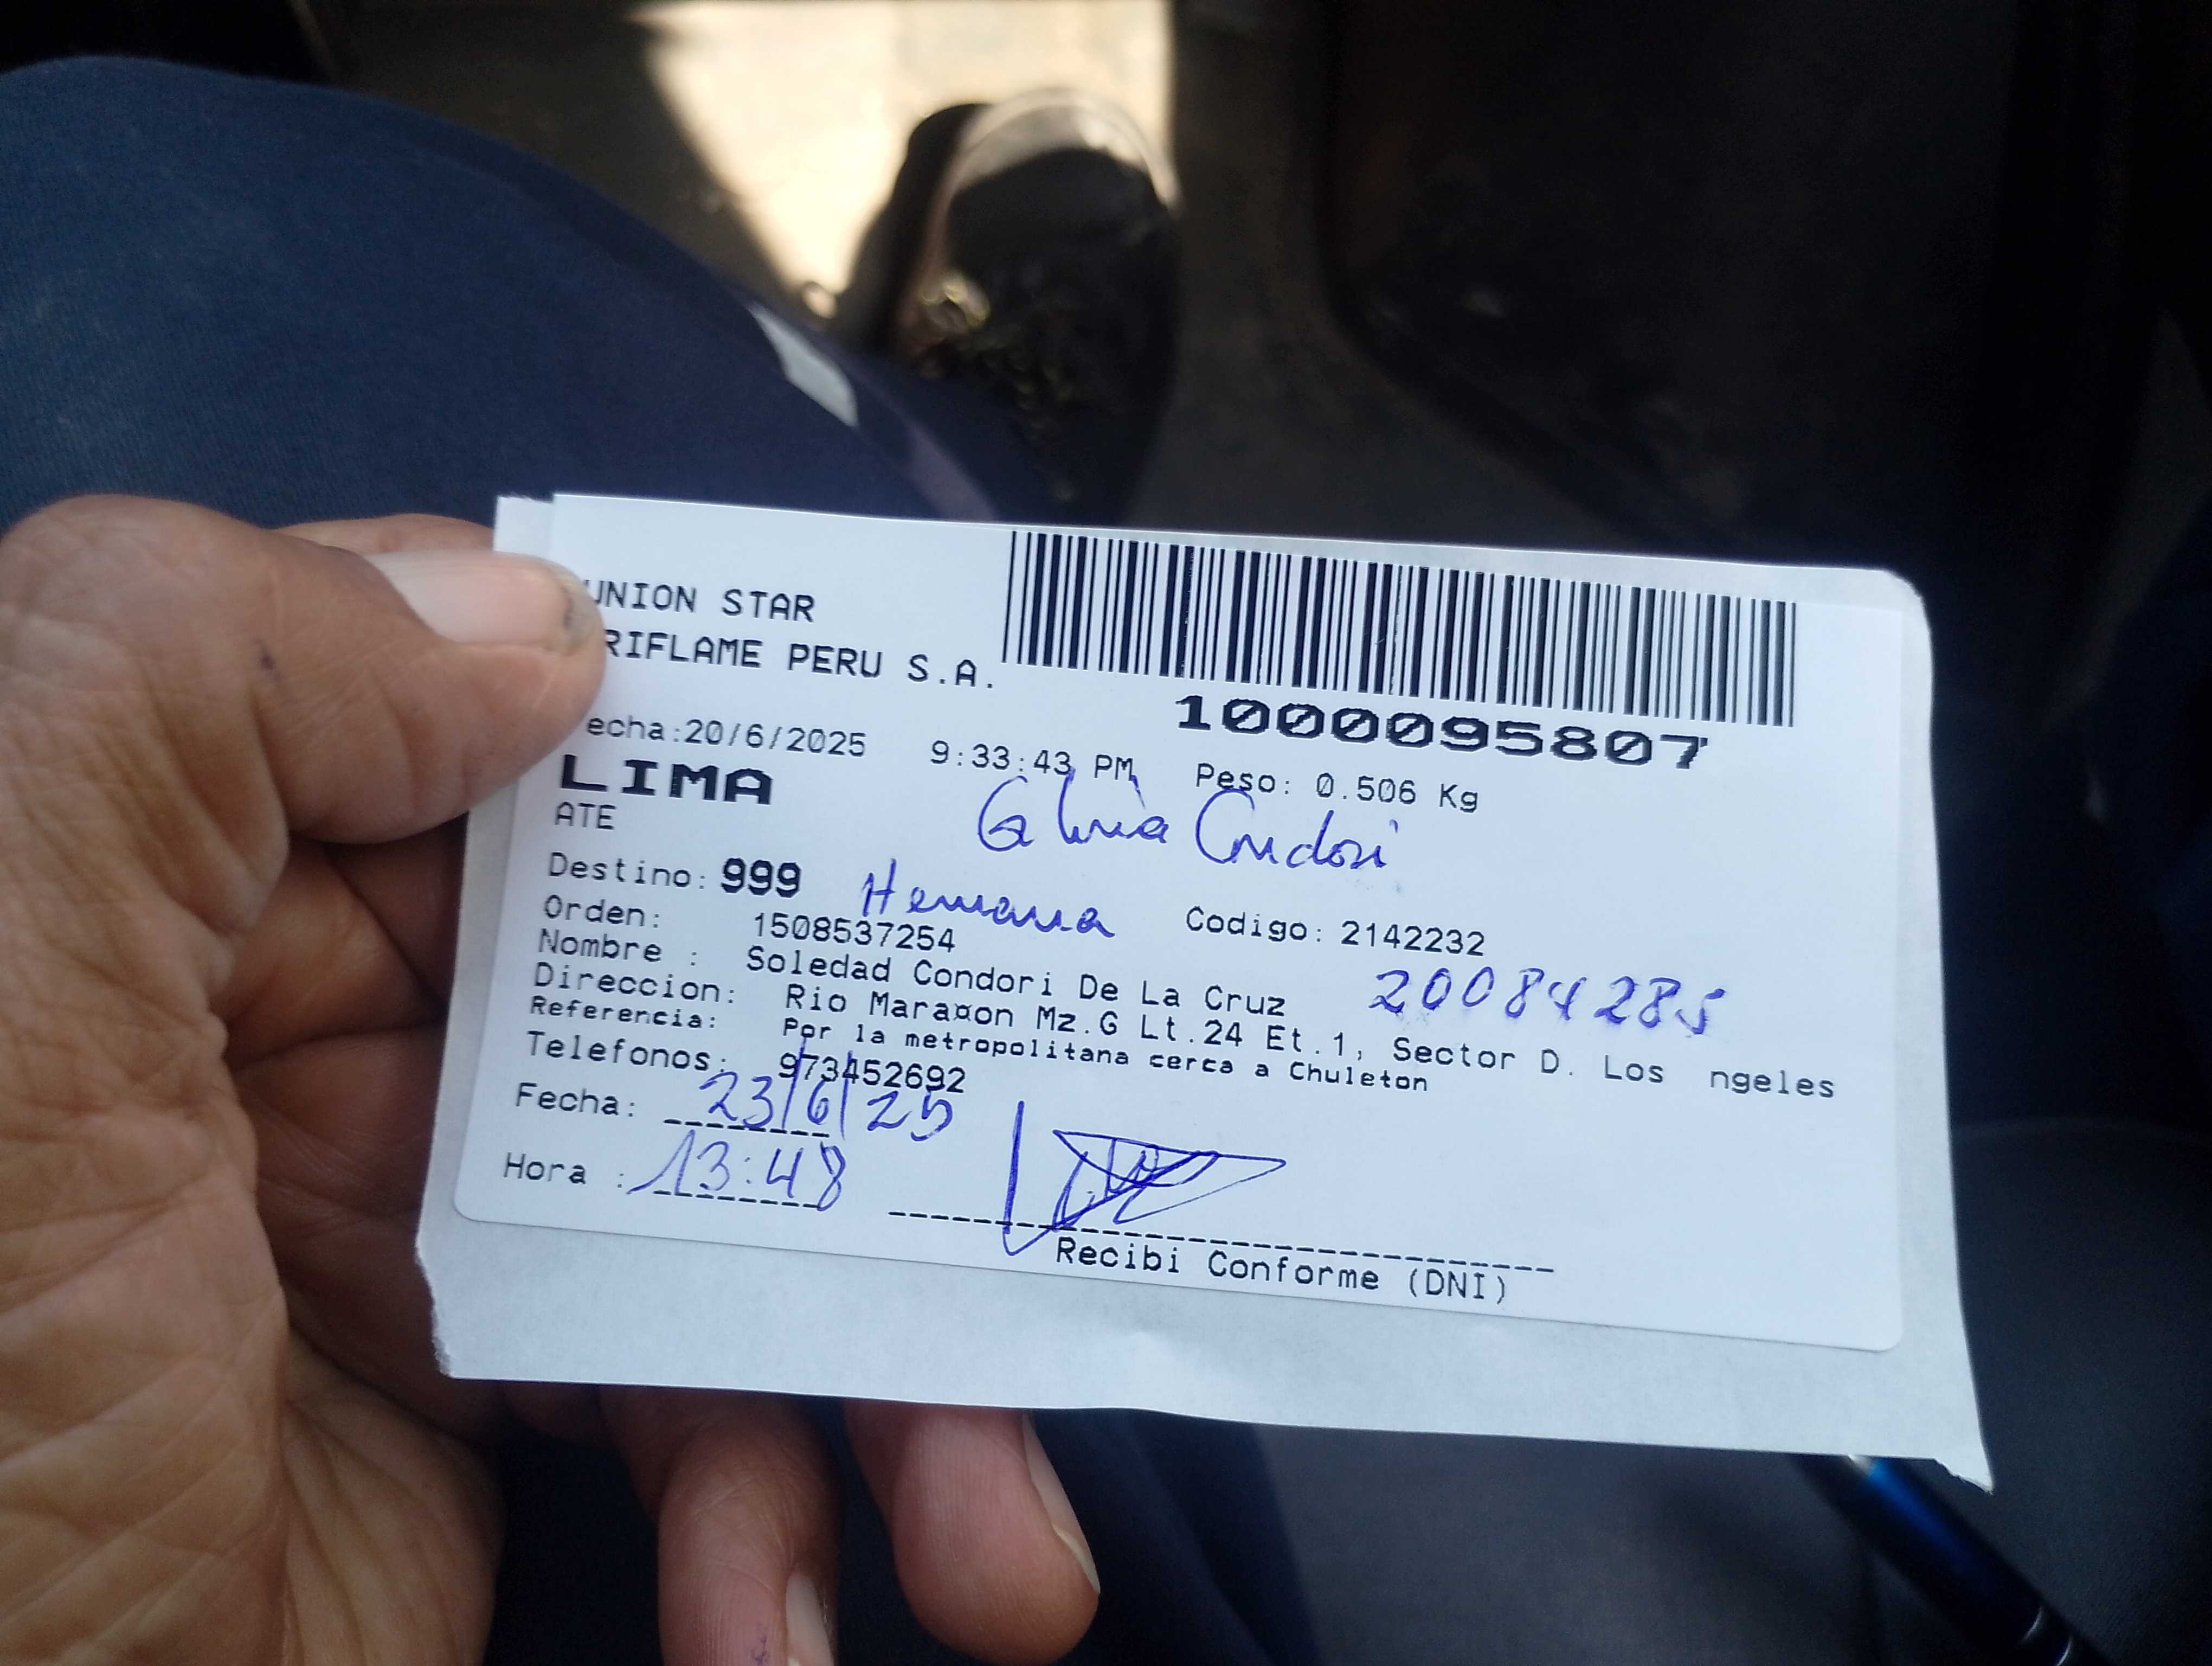 UNION STAR
RIFLAME PERU S.A.
1000095807
echa:20/6/2025 9:33:43 PM Peso: 0.506 Kg
LIMA
ATE
Gloria Condori
Destino: 999 Hermana Codigo: 2142232
Orden: 1508537254
Nombre : Soledad Condori De La Cruz 20084285
Direccion: Rio Mara¤on Mz.G Lt.24 Et.1, Sector D. Los ngeles
Referencia: Por la metropolitana cerca a Chuleton
Telefonos: 973452692
Fecha: 23/6/25
Hora : 13:48
Recibi Conforme (DNI)